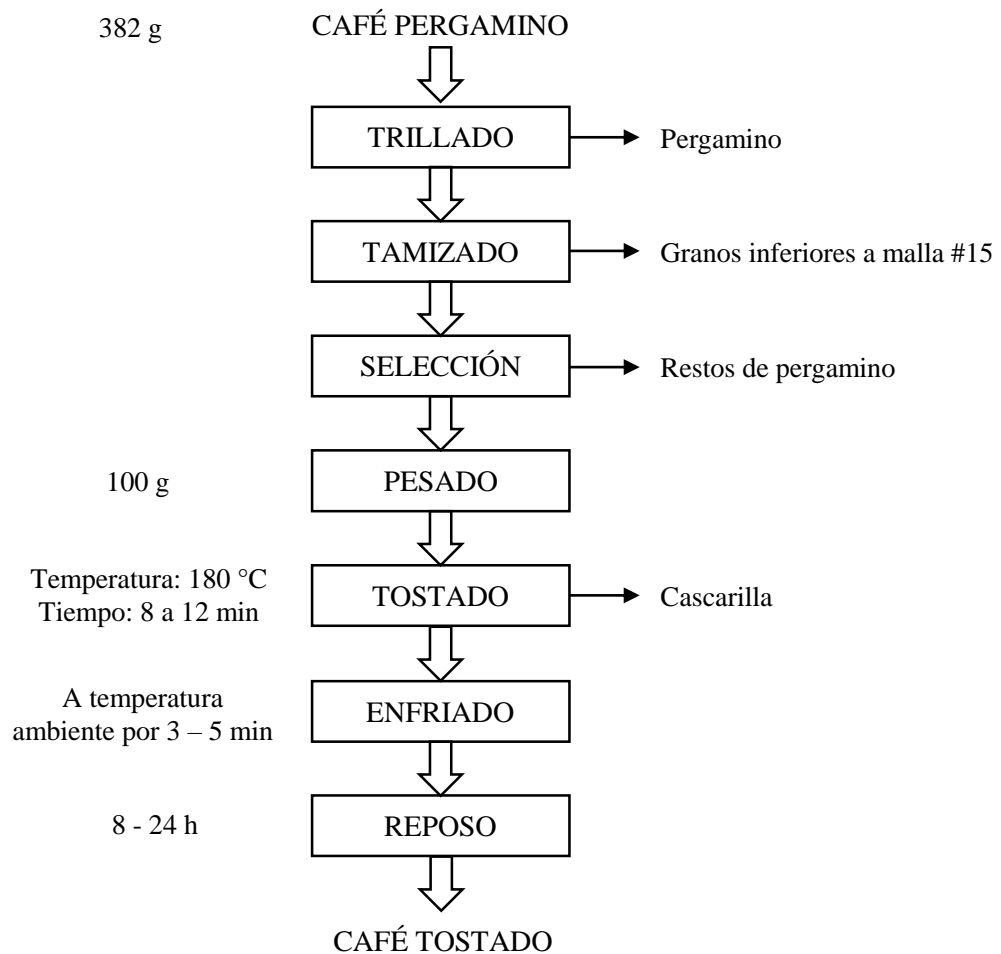 382 g
CAFÉ PERGAMINO
TRILLADO
Pergamino
TAMIZADO
Granos inferiores a malla #15
SELECCIÓN
Restos de pergamino
100 g
PESADO
Temperatura: 180 °C
Tiempo: 8 a 12 min
TOSTADO
Cascarilla
A temperatura
ambiente por 3 – 5 min
ENFRIADO
8 - 24 h
REPOSO
CAFÉ TOSTADO